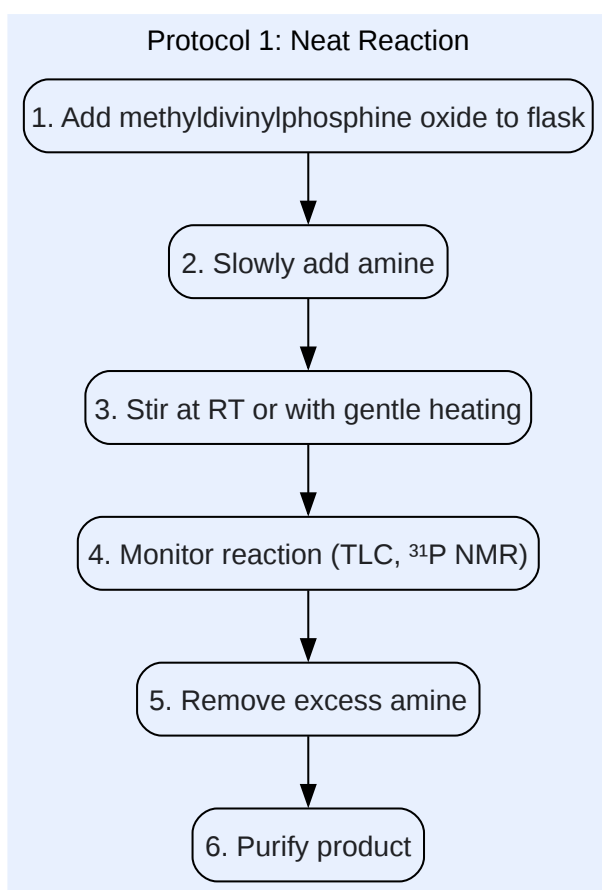 Protocol 1: Neat Reaction
1. Add methyldivinylphosphine oxide to flask
2. Slowly add amine
3. Stir at RT or with gentle heating
4. Monitor reaction (TLC, ³¹P NMR)
5. Remove excess amine
6. Purify product